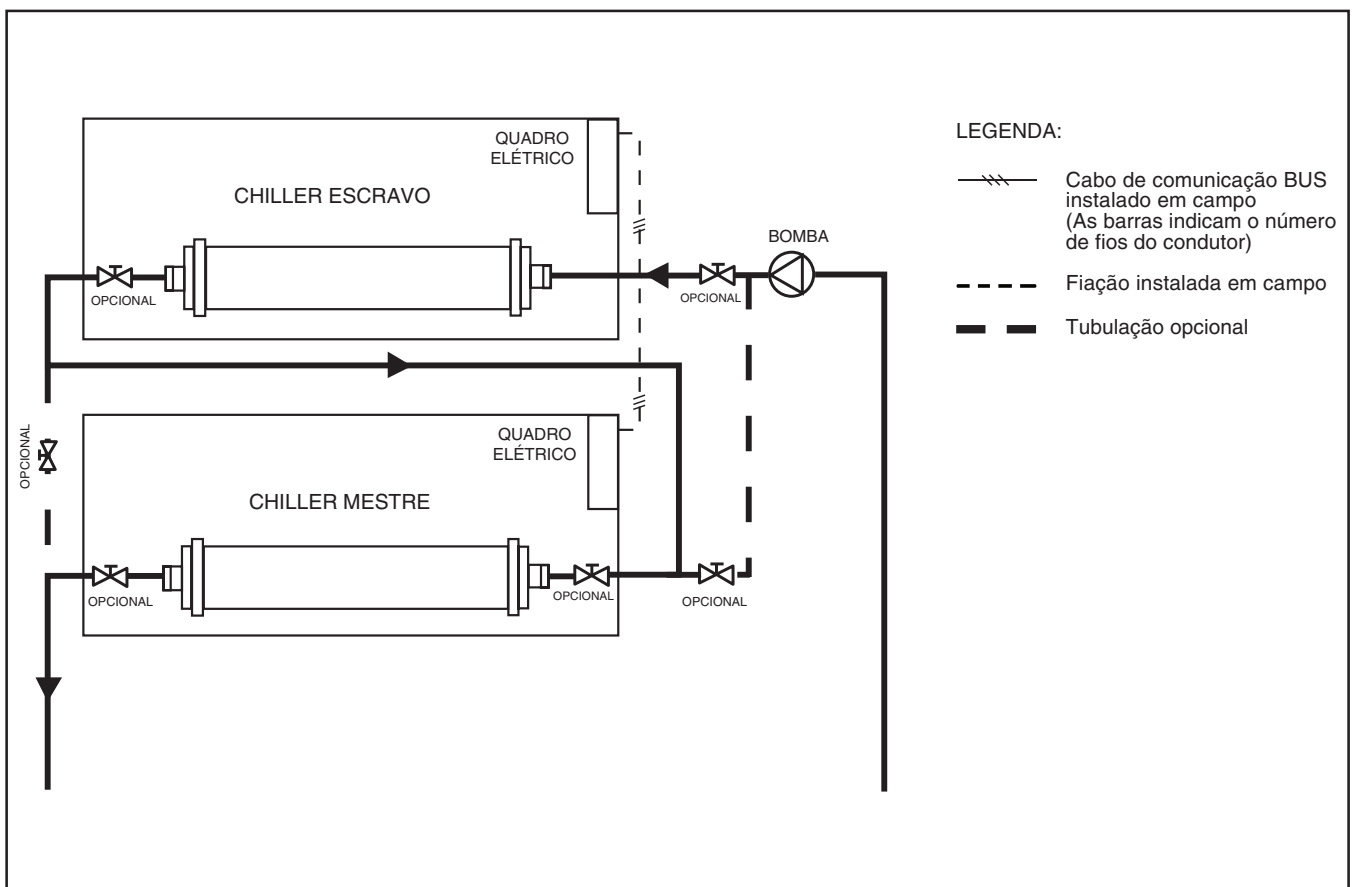 QUADRO
ELÉTRICO
CHILLER ESCRAVO
OPCIONAL
OPCIONAL
BOMBA
OPCIONAL
QUADRO
ELÉTRICO
CHILLER MESTRE
OPCIONAL
OPCIONAL
OPCIONAL
LEGENDA:
Cabo de comunicação BUS
instalado em campo
(As barras indicam o número
de fios do condutor)
Fiação instalada em campo
Tubulação opcional